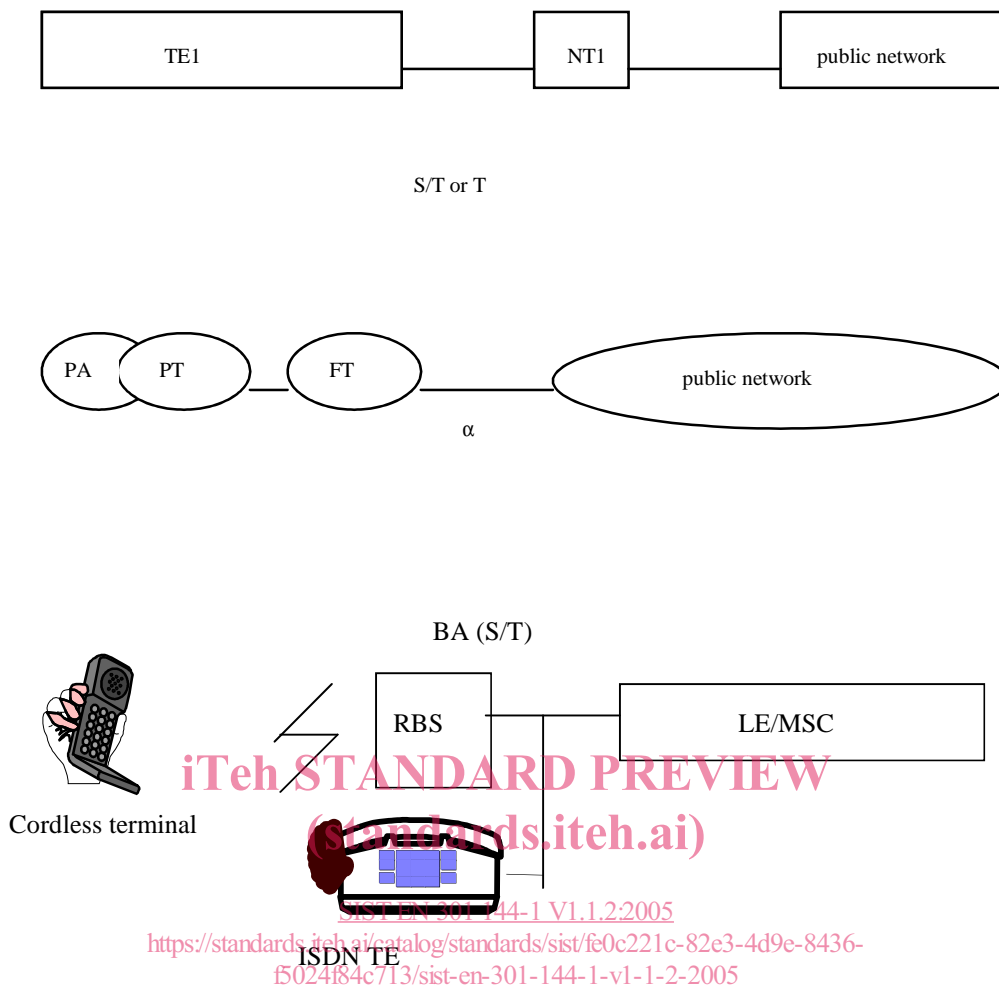 TE1 NT1 public network
S/T or T
PA PT FT public network
α
BA (S/T)
RBS LE/MSC
iTeh STANDARD PREVIEW
Cordless terminal
(standards.iteh.ai)
SIST EN 301 144-1 V1.1.2:2005
https://standards.iteh.ai/catalog/standards/sist/fe0c221c-82e3-4d9e-8436-
ISDN TE
f5024f84c713/sist-en-301-144-1-v1-1-2-2005